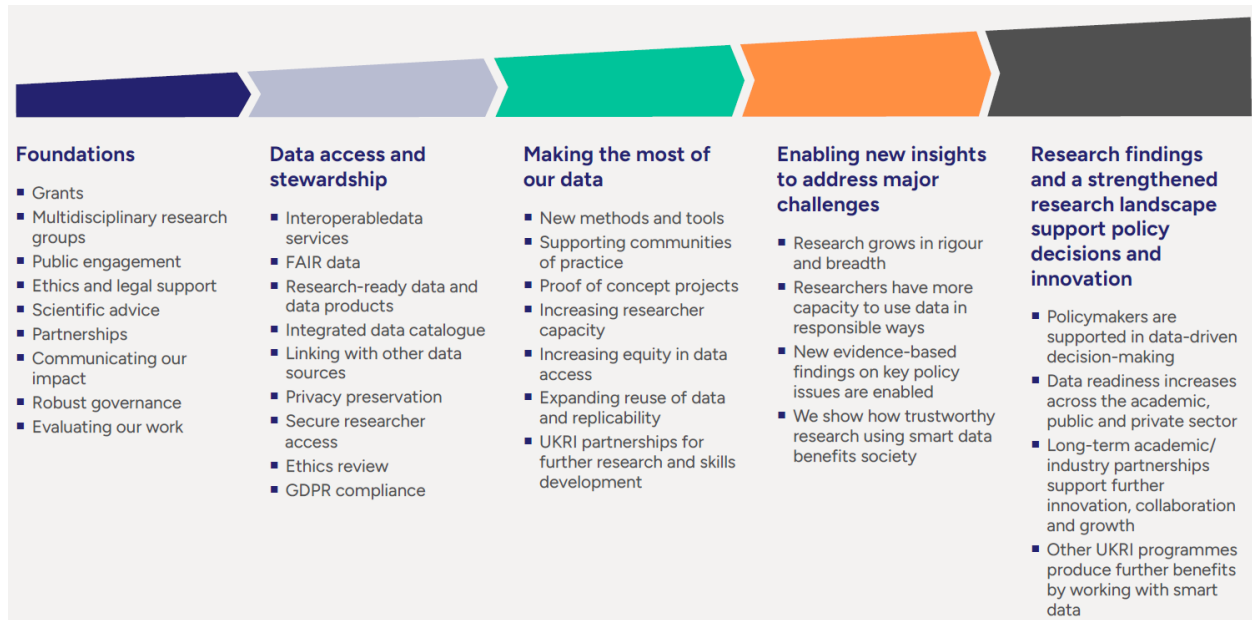 Foundations
▪ Grants
▪ Multidisciplinary research
groups
▪ Public engagement
▪ Ethics and legal support
▪ Scientific advice
▪ Partnerships
▪ Communicating our
impact
▪ Robust governance
▪ Evaluating our work
Data access and
stewardship
▪ Interoperabledata
services
▪ FAIR data
▪ Research-ready data and
data products
▪ Integrated data catalogue
▪ Linking with other data
sources
▪ Privacy preservation
▪ Secure researcher
access
▪ Ethics review
▪ GDPR compliance
Making the most of
our data
▪ New methods and tools
▪ Supporting communities
of practice
▪ Proof of concept projects
▪ Increasing researcher
capacity
▪ Increasing equity in data
access
▪ Expanding reuse of data
and replicability
▪ UKRI partnerships for
further research and skills
development
Enabling new insights
to address major
challenges
▪ Research grows in rigour
and breadth
▪ Researchers have more
capacity to use data in
responsible ways
▪ New evidence-based
findings on key policy
issues are enabled
▪ We show how trustworthy
research using smart data
benefits society
Research findings
and a strengthened
research landscape
support policy
decisions and
innovation
▪ Policymakers are
supported in data-driven
decision-making
▪ Data readiness increases
across the academic,
public and private sector
▪ Long-term academic/
industry partnerships
support further
innovation, collaboration
and growth
▪ Other UKRI programmes
produce further benefits
by working with smart
data